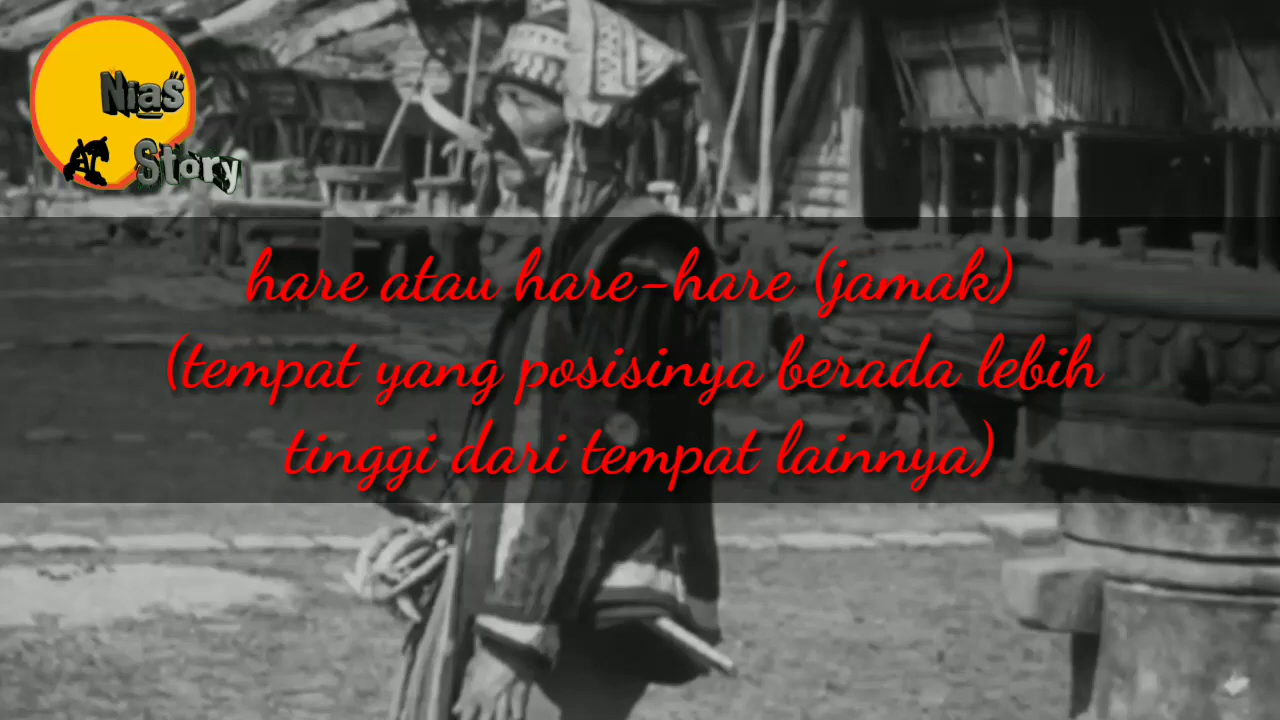 Nias
Story
hare atau hare-hare (jamak)
(tempat yang posisinya berada lebih
tinggi dari tempat lainnya)